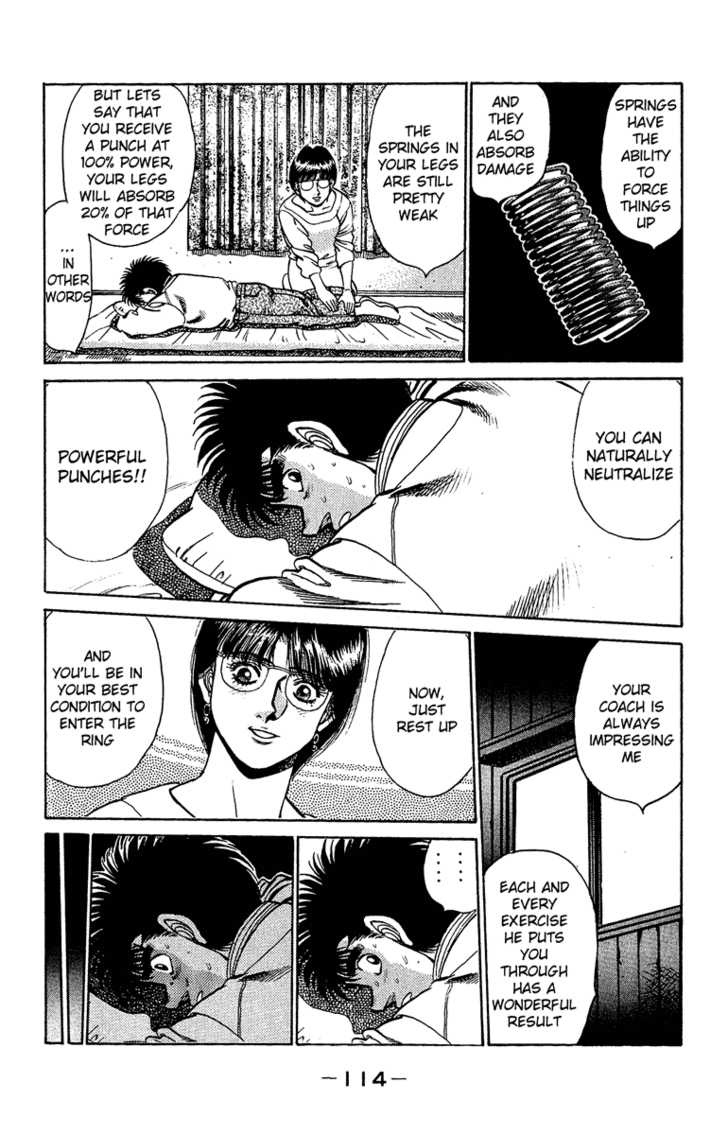 SPRINGS
HAVE
THE
ABILITY
TO
FORCE
THINGS
UP
AND
THEY
ALSO
ABSORB
DAMAGE
THE
SPRINGS IN
YOUR LEGS
ARE STILL
PRETTY
WEAK
BUT LETS
SAY THAT
YOU RECEIVE
A PUNCH AT
100% POWER,
YOUR LEGS
WILL ABSORB
20% OF THAT
FORCE
...
IN
OTHER
WORDS
YOU CAN
NATURALLY
NEUTRALIZE
POWERFUL
PUNCHES!!
YOUR
COACH IS
ALWAYS
IMPRESSING
ME
EACH AND
EVERY
EXERCISE
HE PUTS
YOU
THROUGH
HAS A
WONDERFUL
RESULT
NOW,
JUST
REST UP
AND
YOU'LL BE IN
YOUR BEST
CONDITION TO
ENTER THE
RING
. . . .
. . . .
-114-